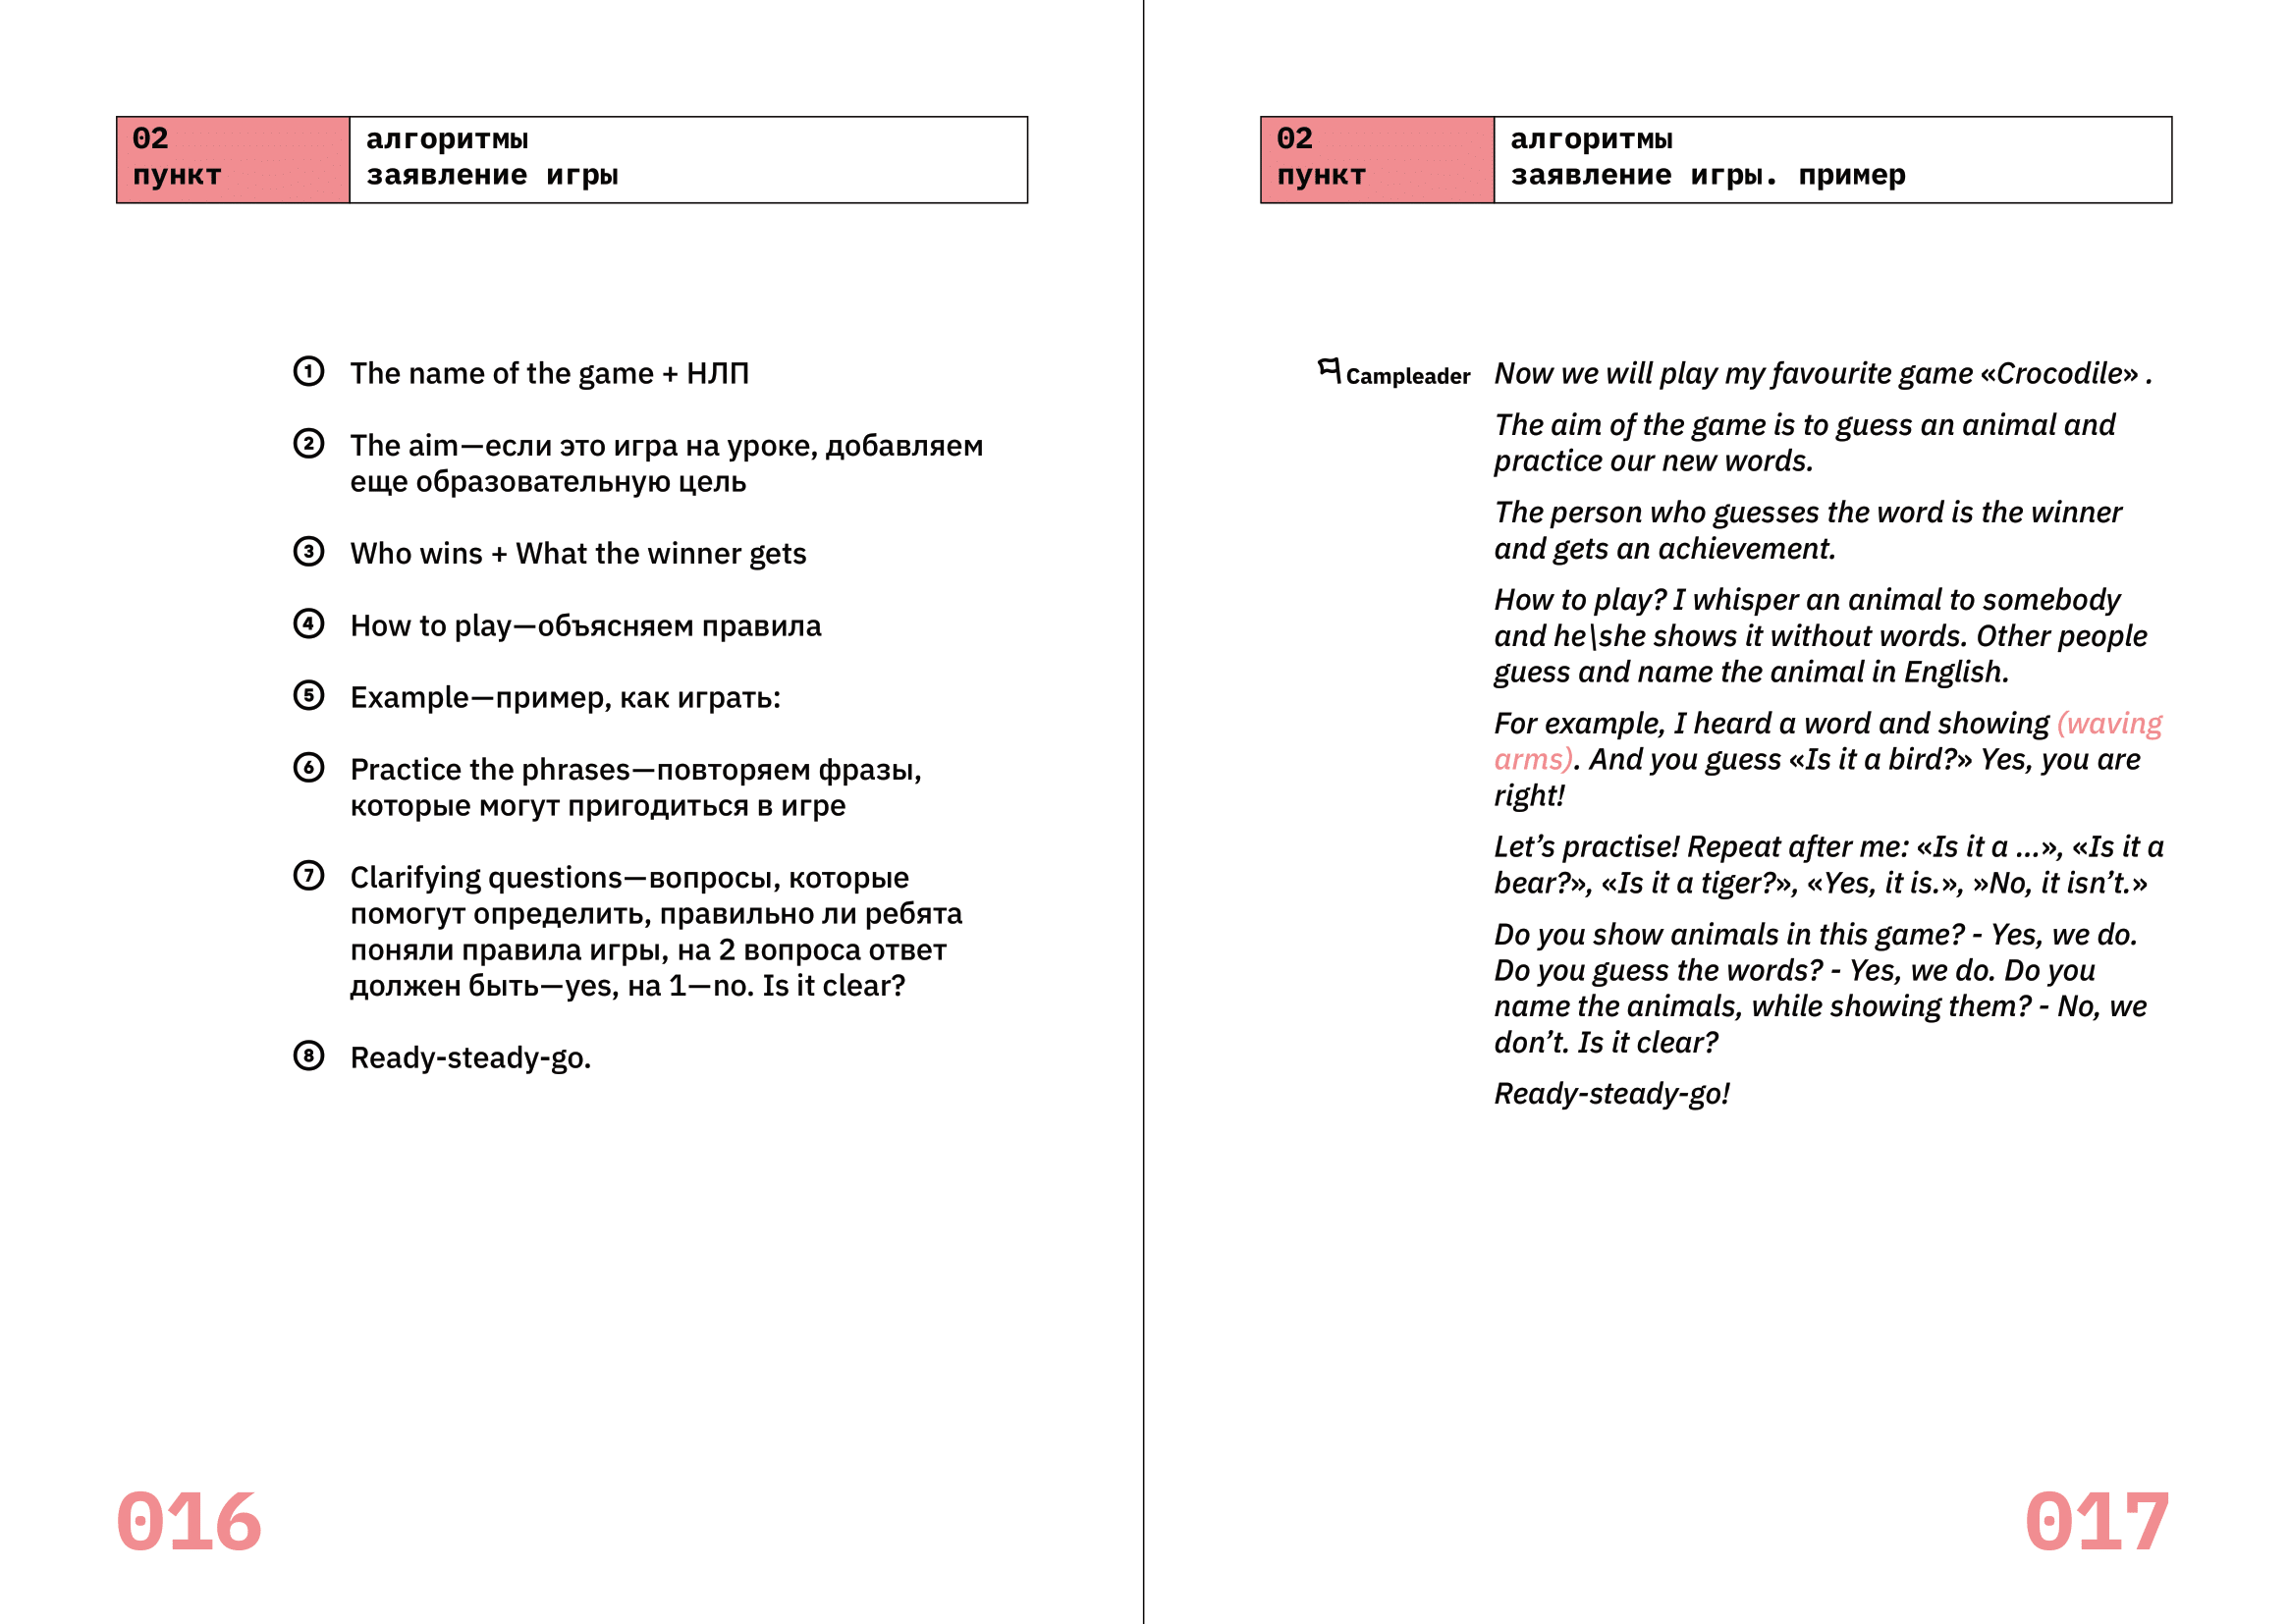 02
пункт
алгоритмы
заявление игры
1 The name of the game + НЛП
2 The aim—если это игра на уроке, добавляем
еще образовательную цель
3 Who wins + What the winner gets
4 How to play—объясняем правила
5 Example—пример, как играть:
6 Practice the phrases—повторяем фразы,
которые могут пригодиться в игре
7 Clarifying questions—вопросы, которые
помогут определить, правильно ли ребята
поняли правила игры, на 2 вопроса ответ
должен быть—yes, на 1—no. Is it clear?
8 Ready-steady-go.
016
02
пункт
алгоритмы
заявление игры. пример
Campleader
Now we will play my favourite game «Crocodile» .
The aim of the game is to guess an animal and
practice our new words.
The person who guesses the word is the winner
and gets an achievement.
How to play? I whisper an animal to somebody
and he\she shows it without words. Other people
guess and name the animal in English.
For example, I heard a word and showing (waving
arms). And you guess «Is it a bird?» Yes, you are
right!
Let’s practise! Repeat after me: «Is it a ...», «Is it a
bear?», «Is it a tiger?», «Yes, it is.», »No, it isn’t.»
Do you show animals in this game? - Yes, we do.
Do you guess the words? - Yes, we do. Do you
name the animals, while showing them? - No, we
don’t. Is it clear?
Ready-steady-go!
017